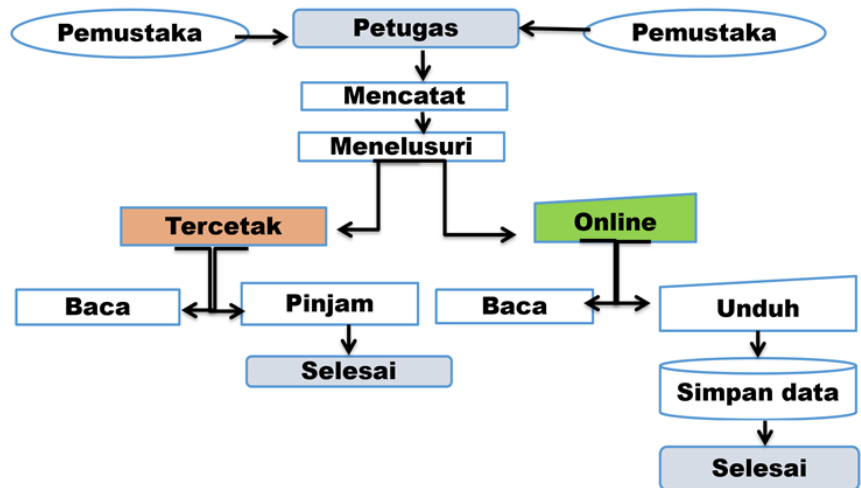 Pemustaka
Petugas
Pemustaka
Mencatat
Menelusuri
Tercetak
Online
Baca
Pinjam
Baca
Unduh
Selesai
Simpan data
Selesai